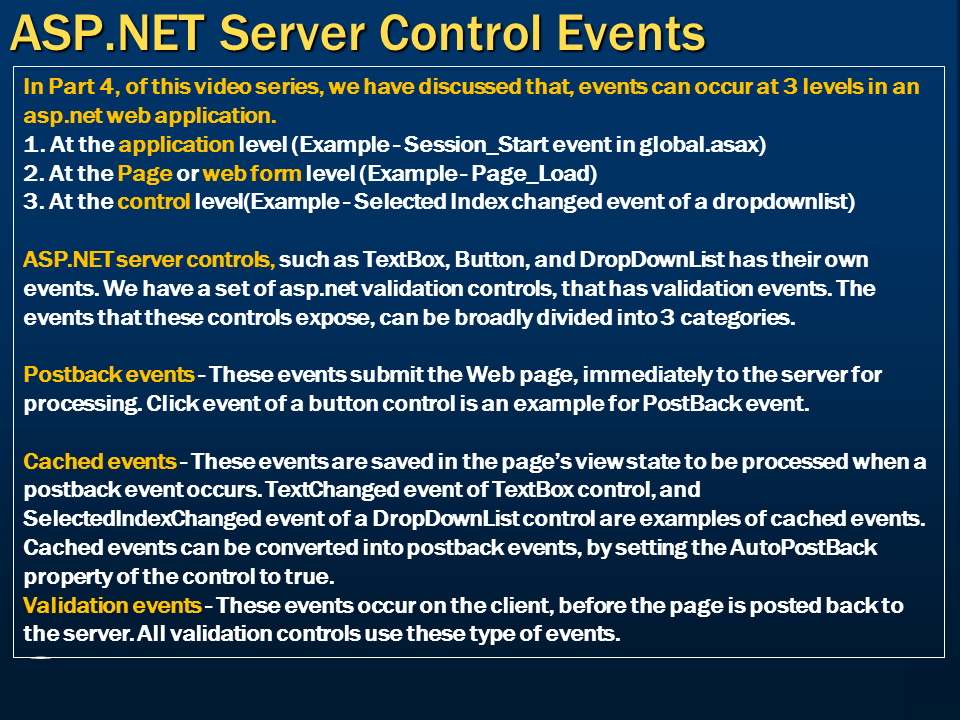 ASP.NET Server Control Events
In Part 4, of this video series, we have discussed that, events can occur at 3 levels in an
asp.net web application.
1. At the application level (Example - Session_Start event in global.asax)
2. At the Page or web form level (Example - Page_Load)
3. At the control level(Example - Selected Index changed event of a dropdownlist)
ASP.NET server controls, such as TextBox, Button, and DropDownList has their own
events. We have a set of asp.net validation controls, that has validation events. The
events that these controls expose, can be broadly divided into 3 categories.
Postback events - These events submit the Web page, immediately to the server for
processing. Click event of a button control is an example for PostBack event.
Cached events - These events are saved in the page’s view state to be processed when a
postback event occurs. TextChanged event of TextBox control, and
SelectedIndexChanged event of a DropDownList control are examples of cached events.
Cached events can be converted into postback events, by setting the AutoPostBack
property of the control to true.
Validation events - These events occur on the client, before the page is posted back to
the server. All validation controls use these type of events.